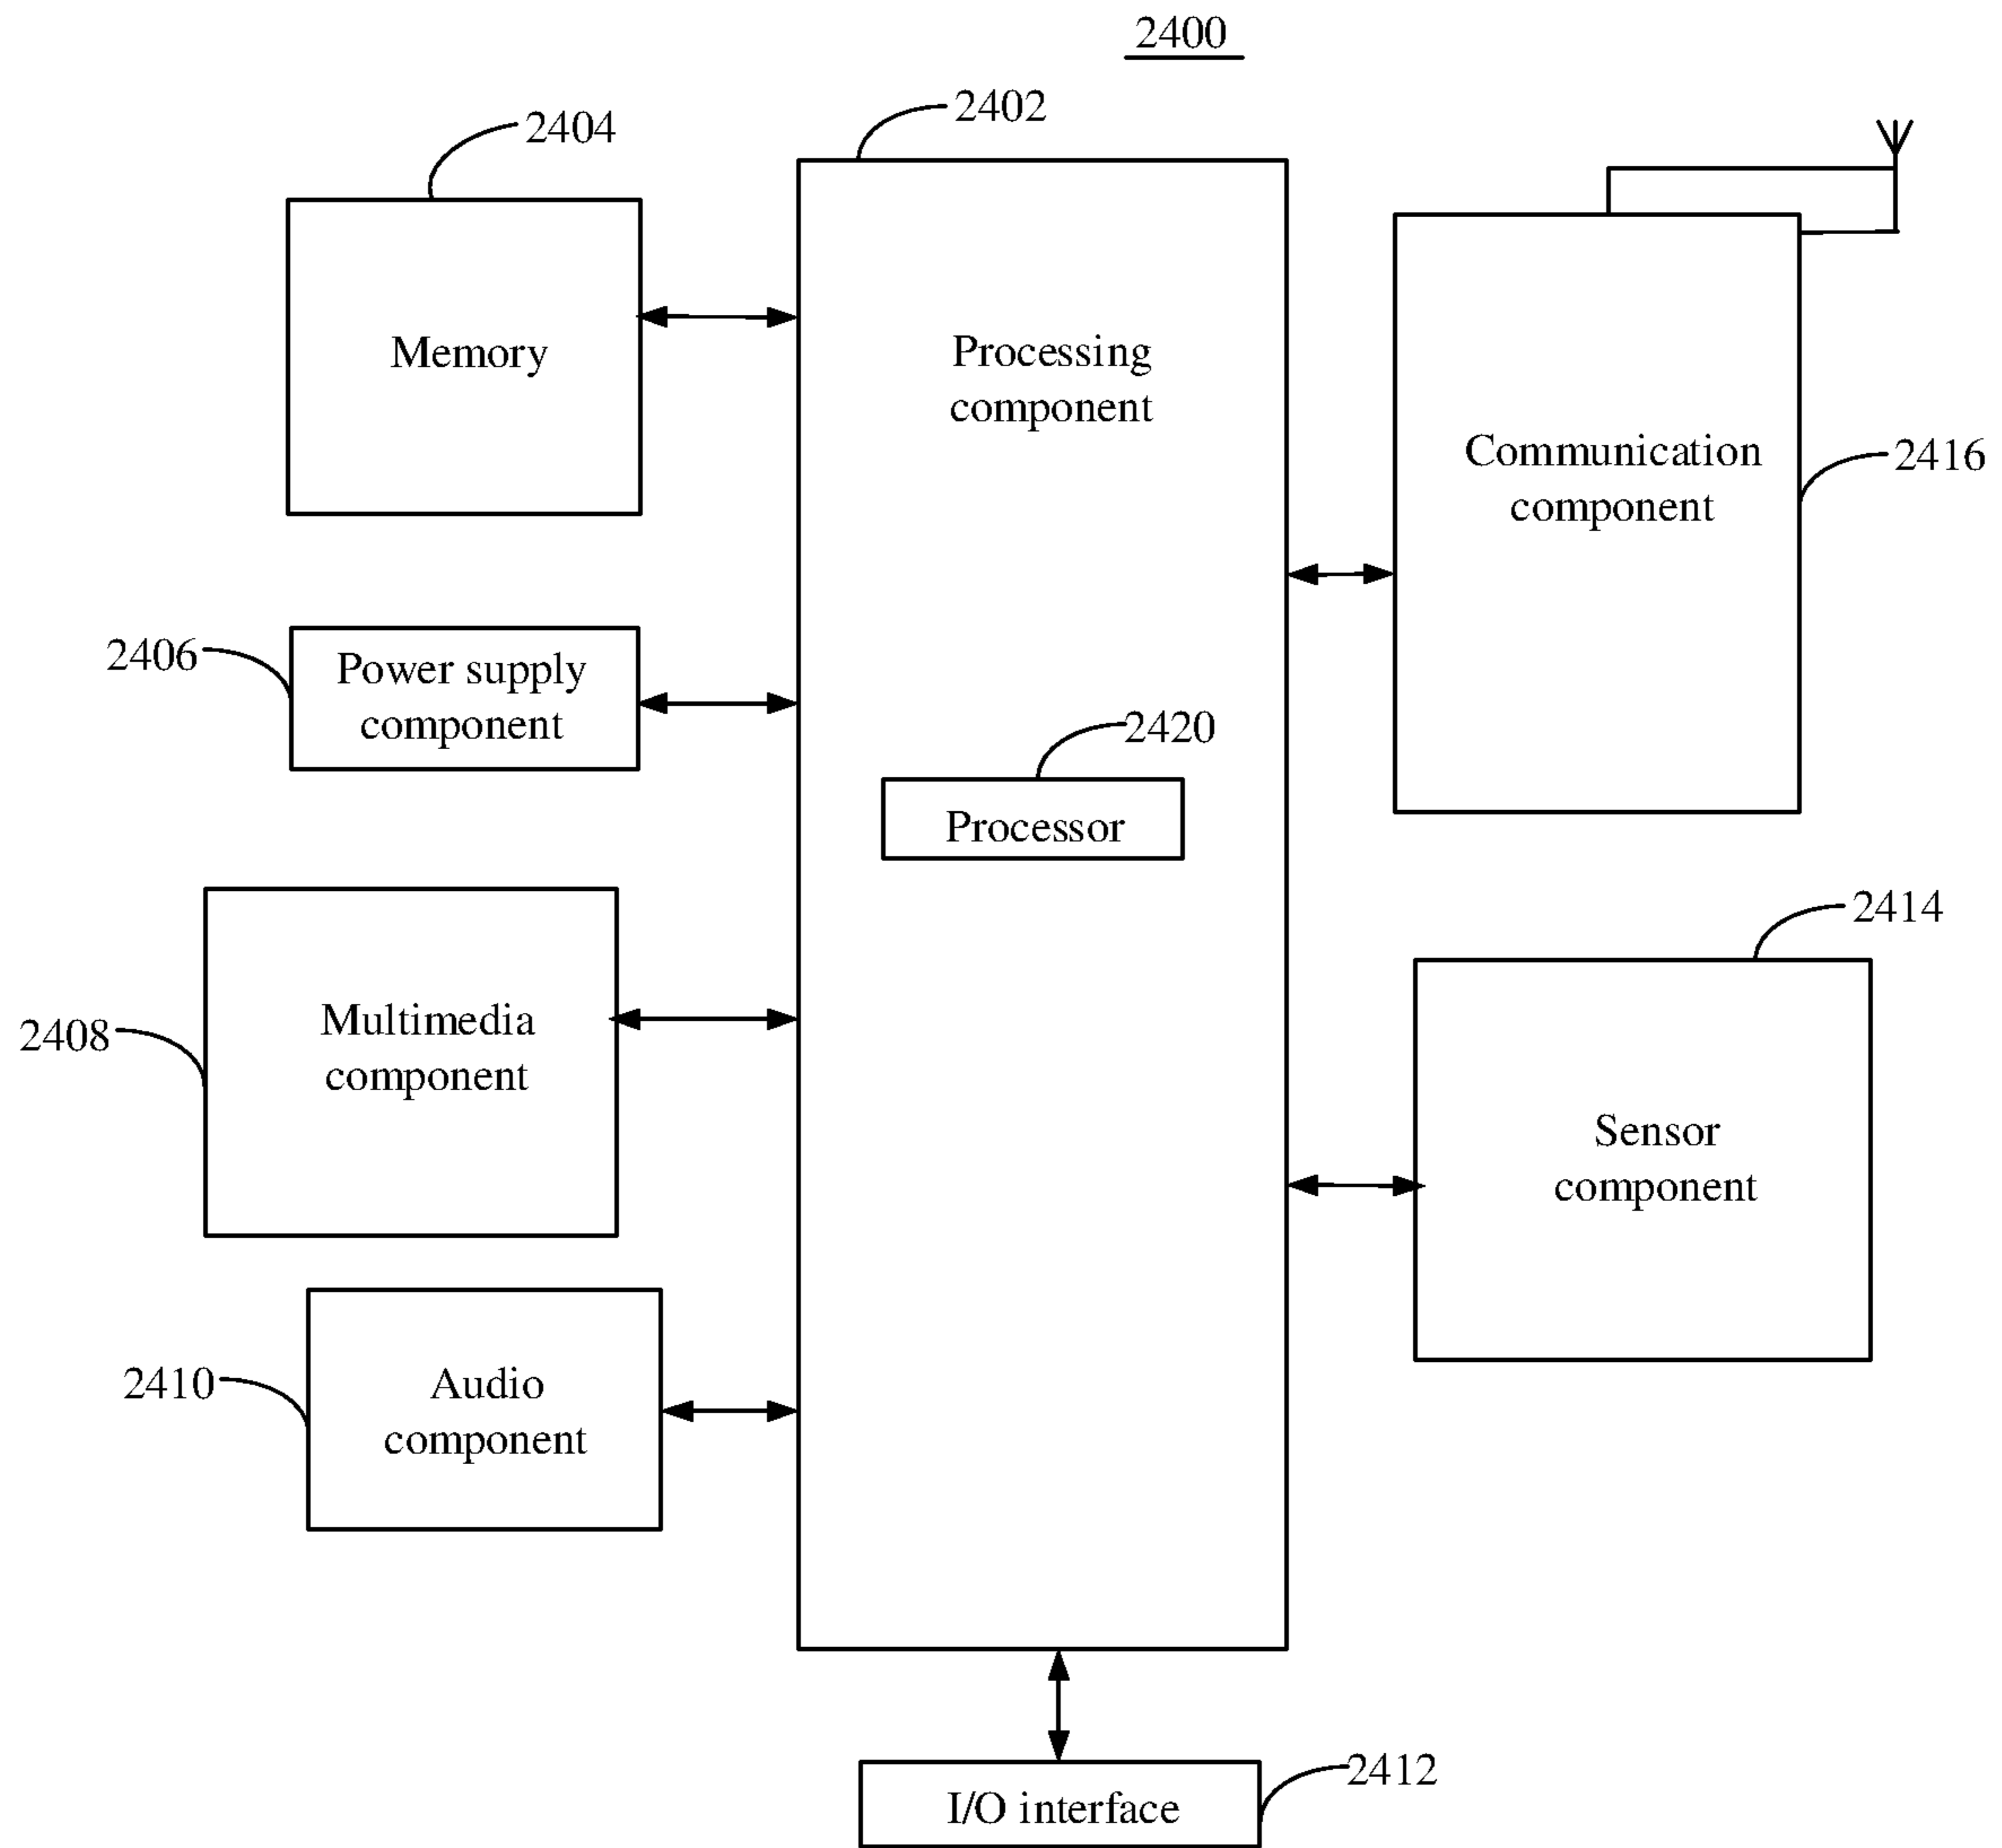 2400
2402
2404
Memory
Processing
component
Communication
component
2416
2406
Power supply
component
2420
Processor
2414
2408
Multimedia
component
Sensor
component
2410
Audio
component
2412
I/O interface